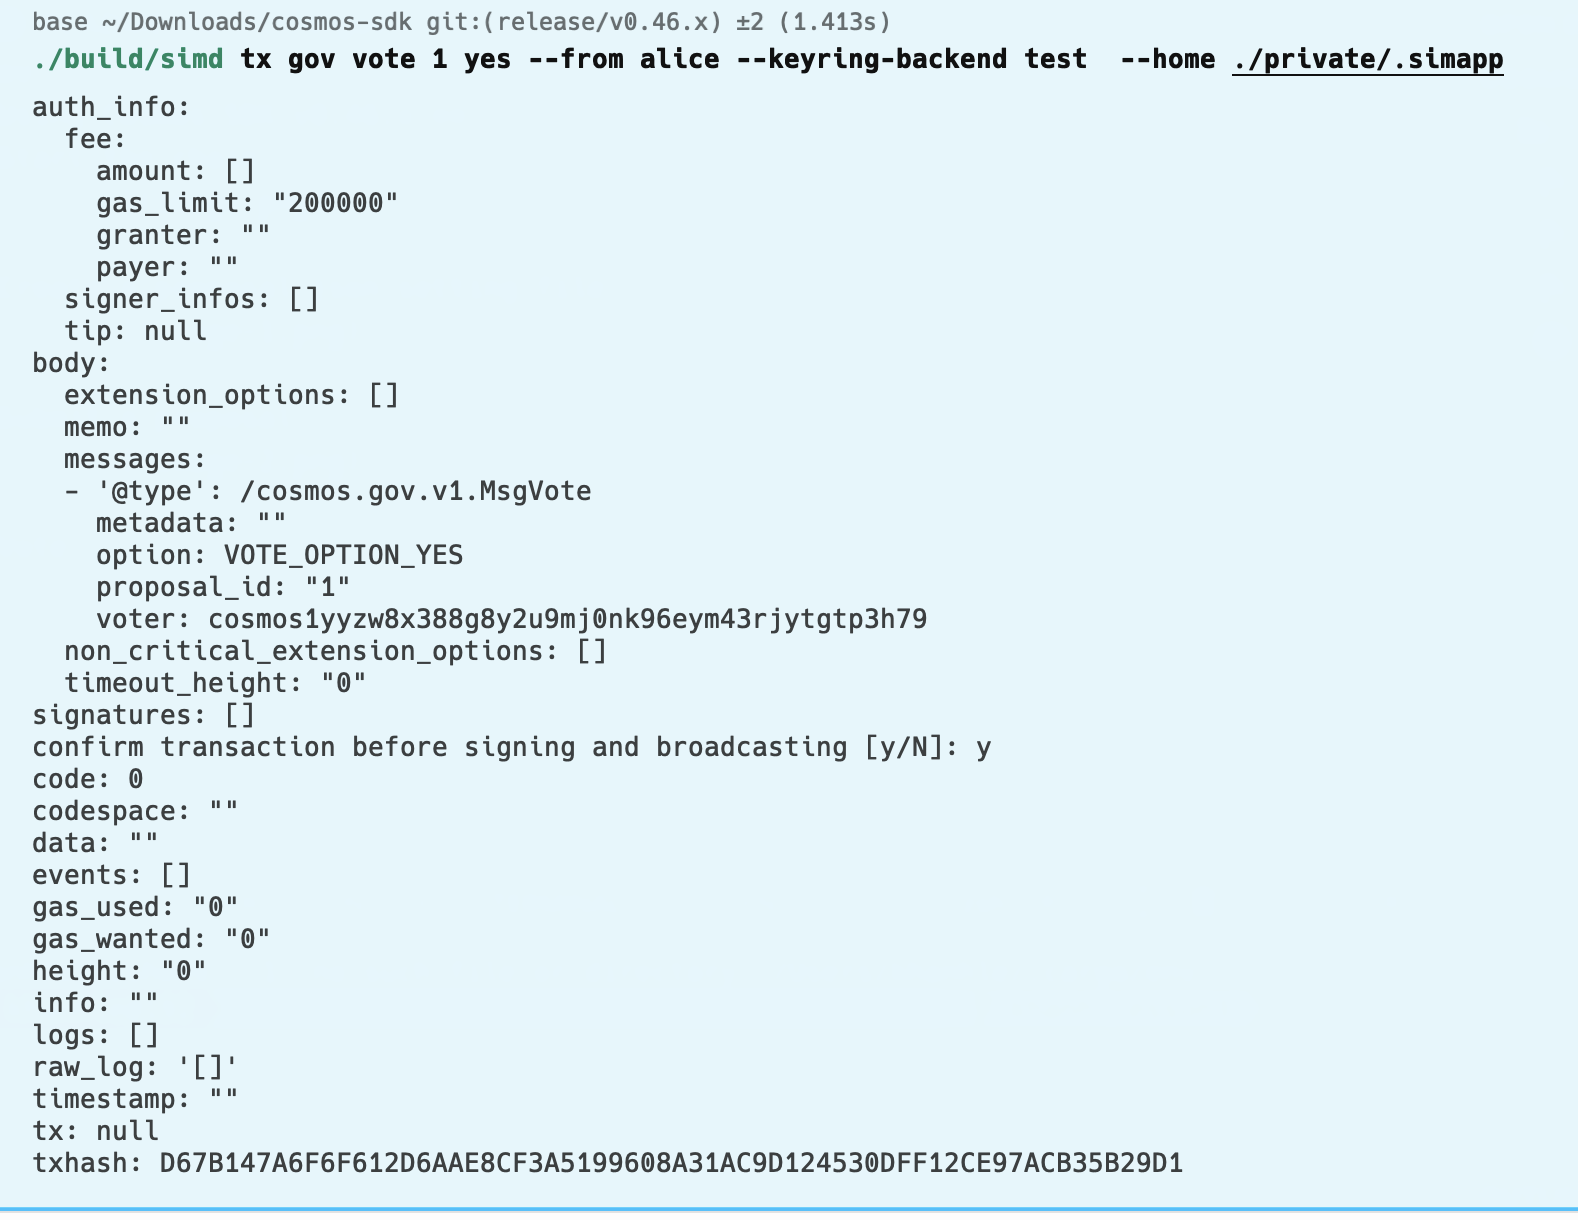 base ~/Downloads/cosmos-sdk git:(release/v0.46.x) ±2 (1.413s)
./build/simd tx gov vote 1 yes --from alice --keyring-backend test  --home ./private/.simapp
auth_info:
  fee:
    amount: []
    gas_limit: "200000"
    granter: ""
    payer: ""
  signer_infos: []
  tip: null
body:
  extension_options: []
  memo: ""
  messages:
  - '@type': /cosmos.gov.v1.MsgVote
    metadata: ""
    option: VOTE_OPTION_YES
    proposal_id: "1"
    voter: cosmos1yyzw8x388g8y2u9mj0nk96eym43rjytgtp3h79
  non_critical_extension_options: []
  timeout_height: "0"
signatures: []
confirm transaction before signing and broadcasting [y/N]: y
code: 0
codespace: ""
data: ""
events: []
gas_used: "0"
gas_wanted: "0"
height: "0"
info: ""
logs: []
raw_log: '[]'
timestamp: ""
tx: null
txhash: D67B147A6F6F612D6AAE8CF3A5199608A31AC9D124530DFF12CE97ACB35B29D1